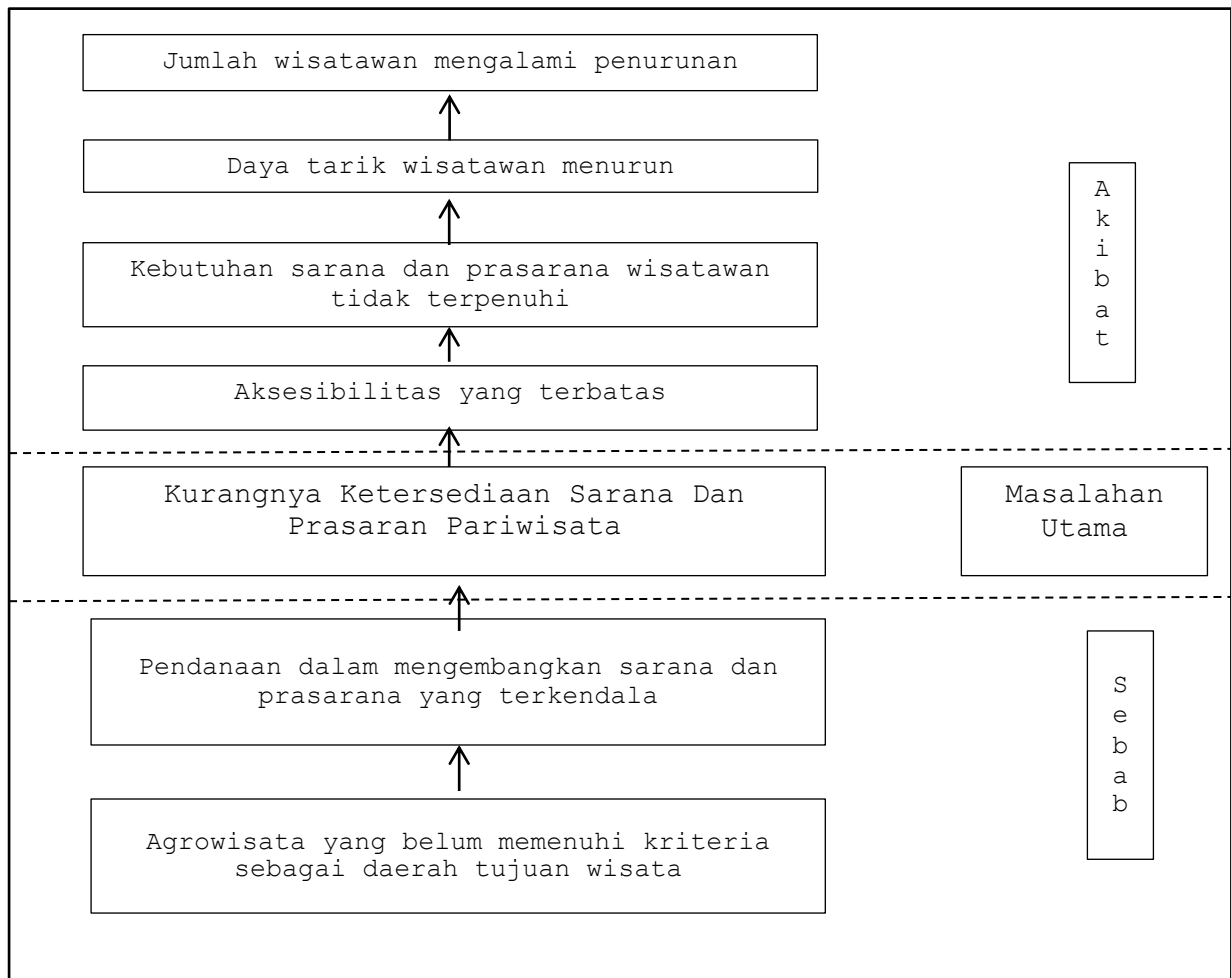 Jumlah wisatawan mengalami penurunan
Daya tarik wisatawan menurun
Kebutuhan sarana dan prasarana wisatawan
tidak terpenuhi
Aksesibilitas yang terbatas
A
k
i
b
a
t
Kurangnya Ketersediaan Sarana Dan
Prasaran Pariwisata
Masalahan
Utama
Pendanaan dalam mengembangkan sarana dan
prasarana yang terkendala
Agrowisata yang belum memenuhi kriteria
sebagai daerah tujuan wisata
S
e
b
a
b